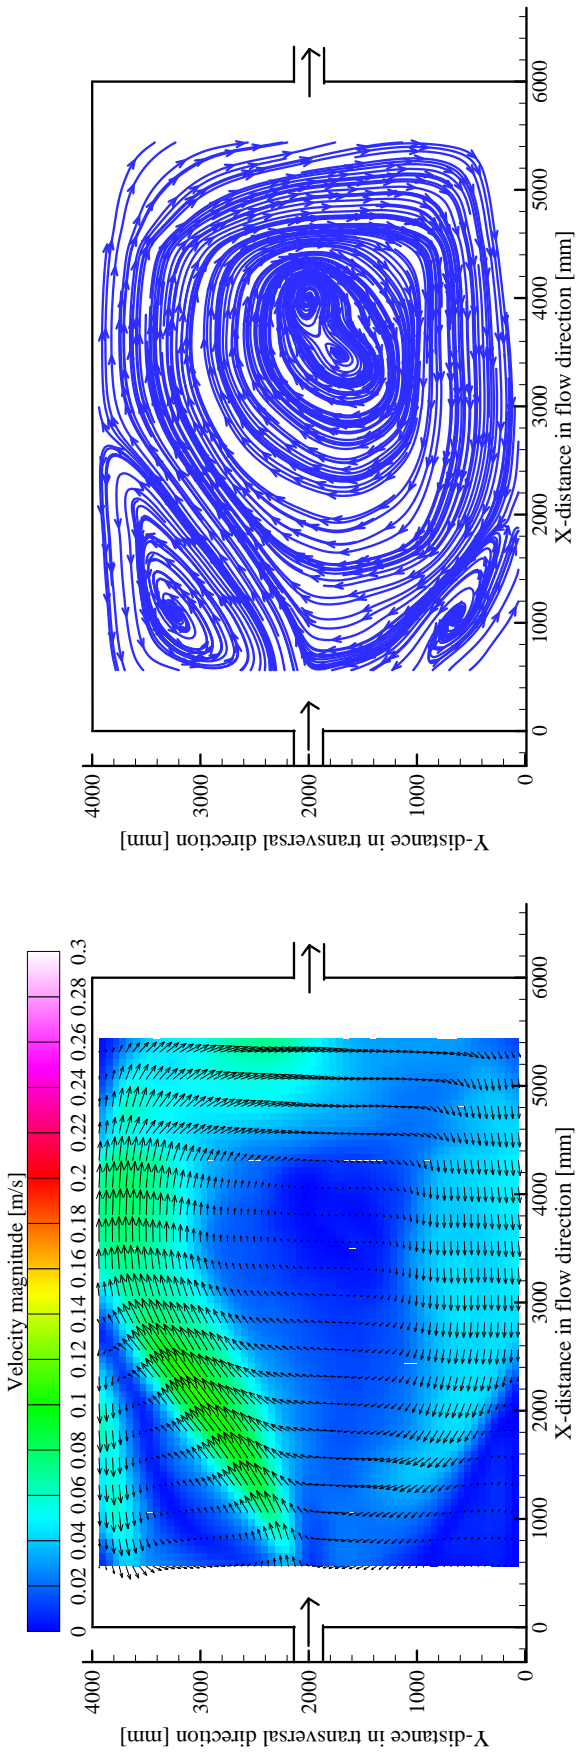 Velocity magnitude [m/s]
0 0.02 0.04 0.06 0.08 0.1 0.12 0.14 0.16 0.18 0.2 0.22 0.24 0.26 0.28 0.3
Y-distance in transversal direction [mm]
4000
3000
2000
1000
0
0 1000 2000 3000 4000 5000 6000
X-distance in flow direction [mm]
Y-distance in transversal direction [mm]
4000
3000
2000
1000
0
0 1000 2000 3000 4000 5000 6000
X-distance in flow direction [mm]